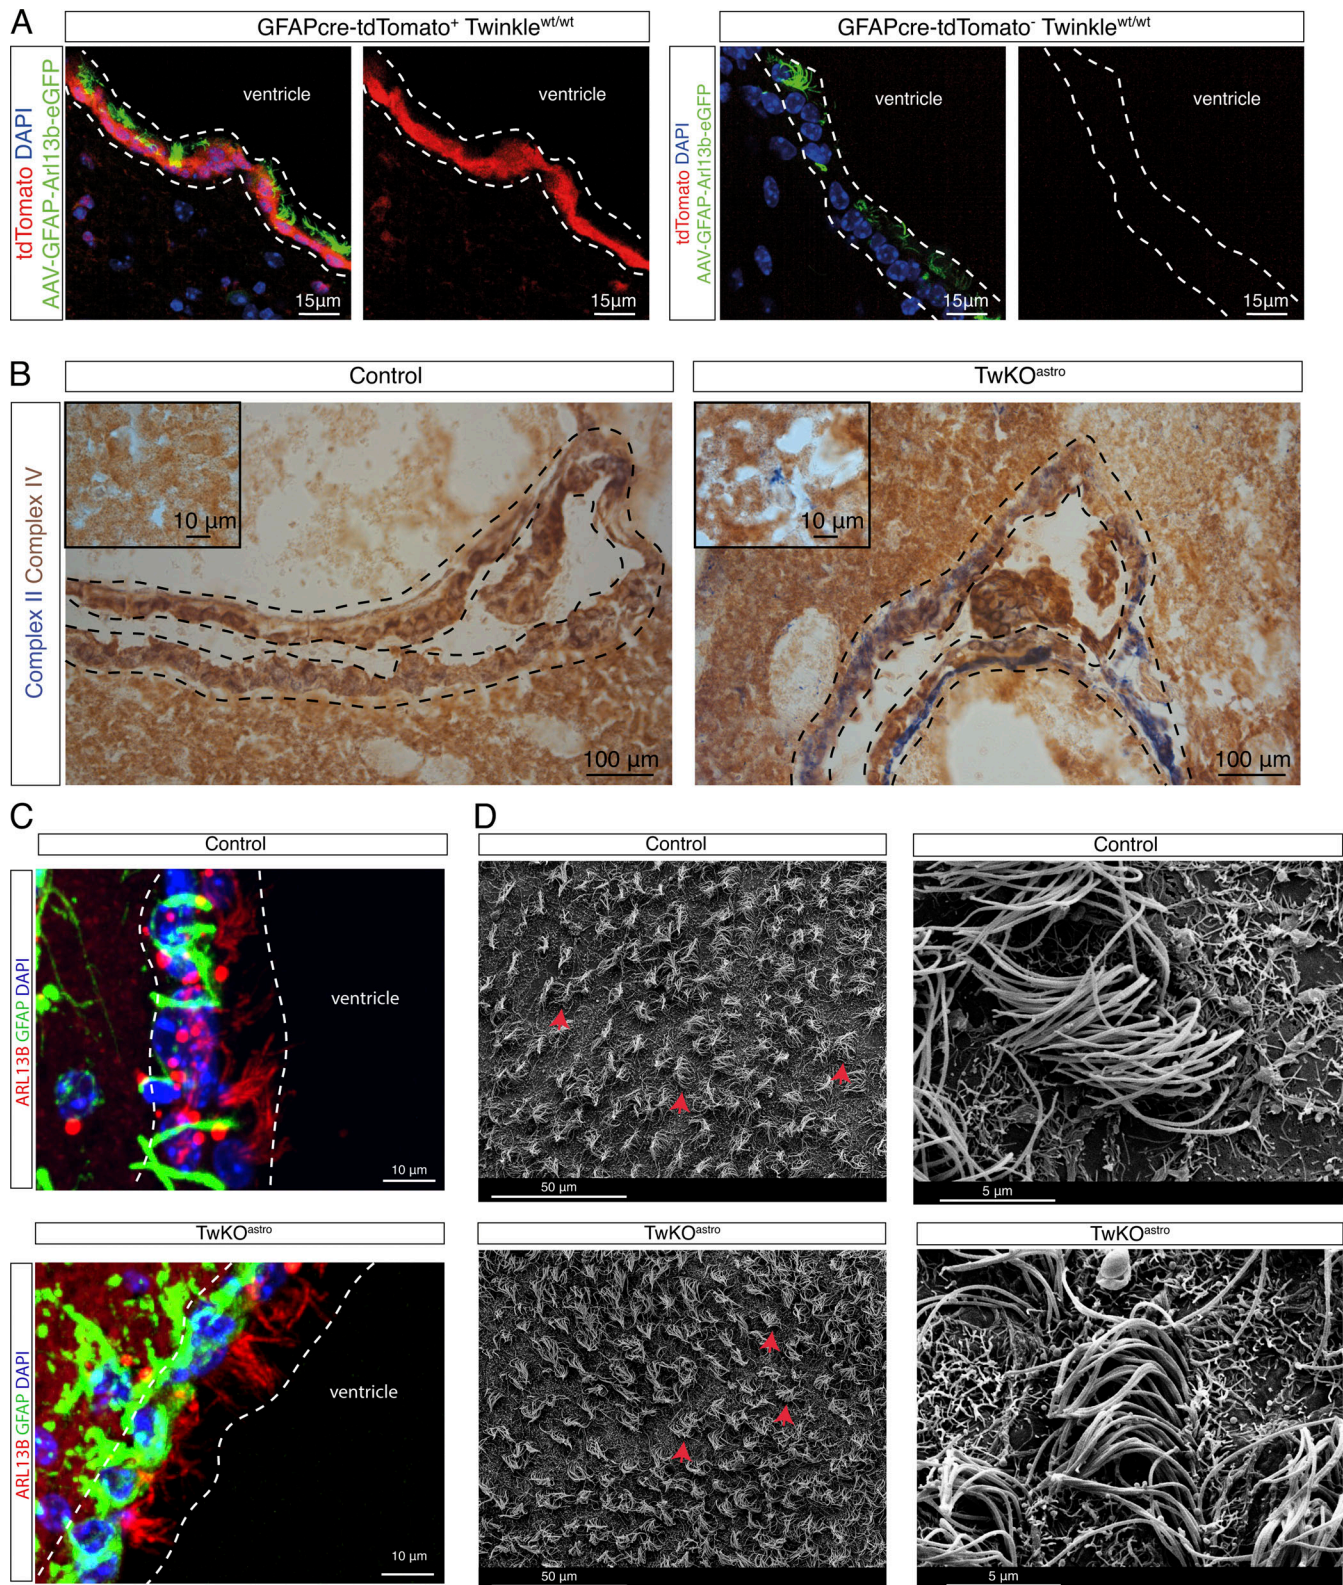 A
GFAPcre-tdTomato⁺ Twinkleʷᵗ/ʷᵗ
GFAPcre-tdTomato⁻ Twinkleʷᵗ/ʷᵗ
tdTomato DAPI
AAV-GFAP-Arl13b-eGFP
ventricle
15µm
ventricle
15µm
tdTomato DAPI
AAV-GFAP-Arl13b-eGFP
ventricle
15µm
ventricle
15µm
B
Control
TwKOᵃˢᵗʳᵒ
Complex II Complex IV
10 µm
100 µm
10 µm
100 µm
C
Control
ARL13B GFAP DAPI
ventricle
10 µm
TwKOᵃˢᵗʳᵒ
ARL13B GFAP DAPI
ventricle
10 µm
D
Control
50 µm
Control
5 µm
TwKOᵃˢᵗʳᵒ
50 µm
TwKOᵃˢᵗʳᵒ
5 µm